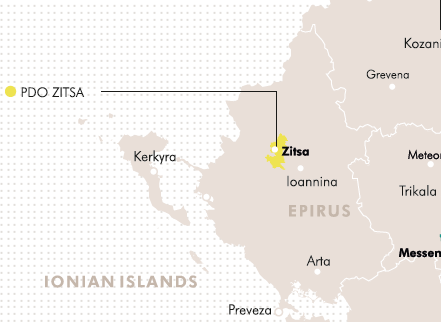 Kozani
Grevena
PDO ZITSA
Zitsa
Kerkyra
Meteo
Ioannina
Trikala
EPIRUS
Messen
Arta
IONIAN ISLANDS
Preveza